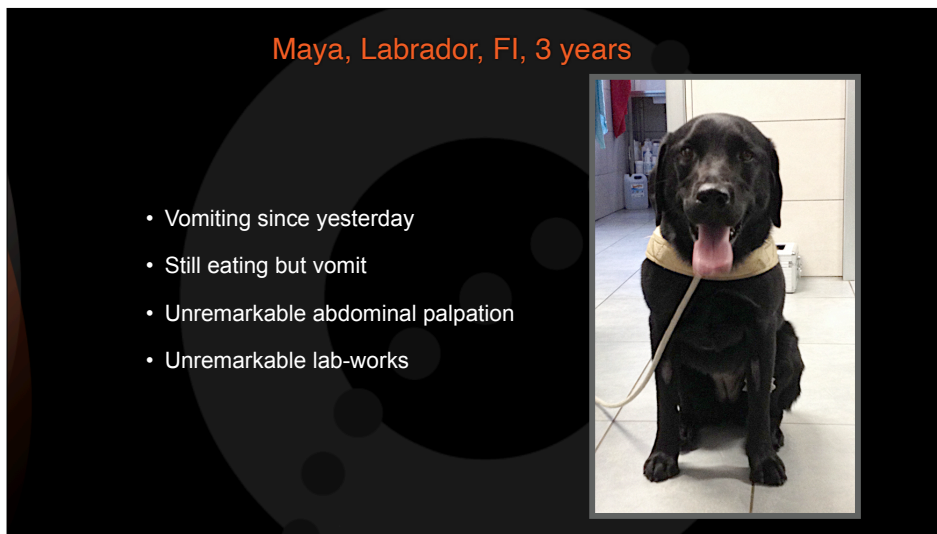 Maya, Labrador, FI, 3 years
• Vomiting since yesterday
• Still eating but vomit
• Unremarkable abdominal palpation
• Unremarkable lab-works